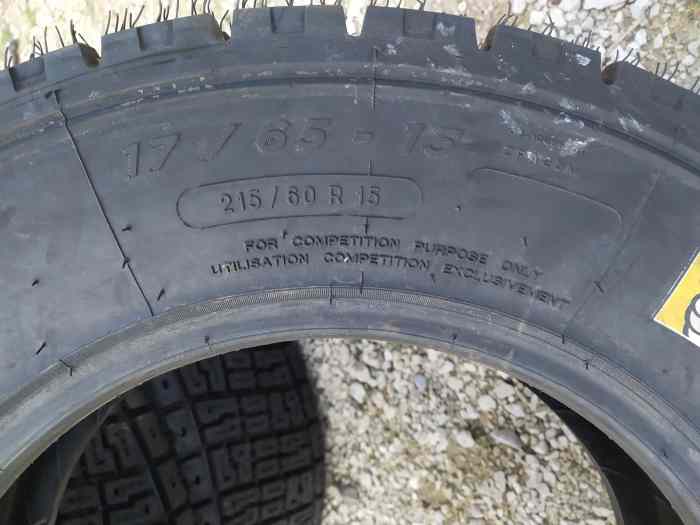 17 / 65 - 15
215 / 60 R 15
FOR COMPETITION PURPOSE ONLY
UTILISATION COMPETITION EXCLUSIVEMENT